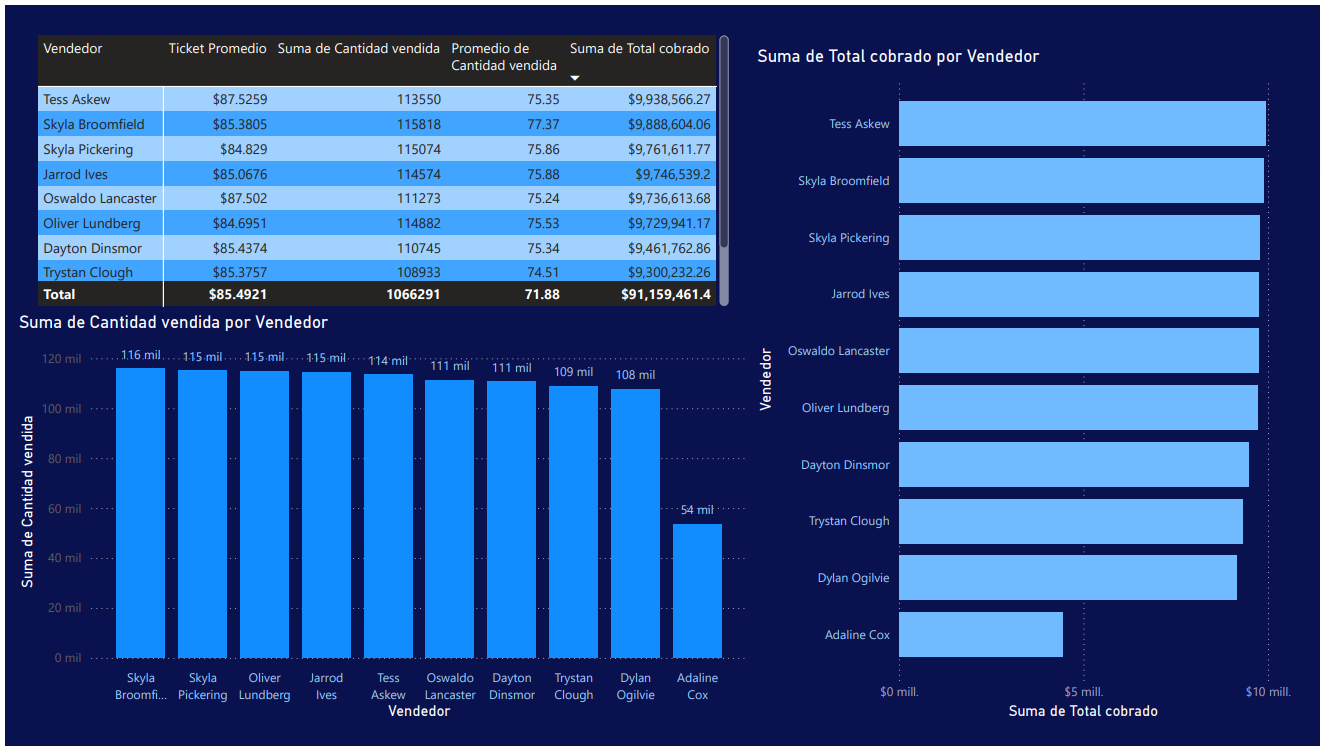 Vendedor Ticket Promedio Suma de Cantidad vendida Promedio de Cantidad vendida Suma de Total cobrado
Tess Askew $87.5259 113550 75.35 $9,938,566.27
Skyla Broomfield $85.3805 115818 77.37 $9,888,604.06
Skyla Pickering $84.829 115074 75.86 $9,761,611.77
Jarrod Ives $85.0676 114574 75.88 $9,746,539.2
Oswaldo Lancaster $87.502 111273 75.24 $9,736,613.68
Oliver Lundberg $84.6951 114882 75.53 $9,729,941.17
Dayton Dinsmor $85.4374 110745 75.34 $9,461,762.86
Trystan Clough $85.3757 108933 74.51 $9,300,232.26
Total $85.4921 1066291 71.88 $91,159,461.4
Suma de Cantidad vendida por Vendedor
Suma de Cantidad vendida
120 mil
100 mil
80 mil
60 mil
40 mil
20 mil
0 mil
116 mil 115 mil 115 mil 115 mil 114 mil 111 mil 111 mil 109 mil 108 mil 54 mil
Skyla Skyla Oliver Jarrod Tess Oswaldo Dayton Trystan Dylan Adaline
Broomfi... Pickering Lundberg Ives Askew Lancaster Dinsmor Clough Ogilvie Cox
Vendedor
Suma de Total cobrado por Vendedor
Vendedor
Tess Askew
Skyla Broomfield
Skyla Pickering
Jarrod Ives
Oswaldo Lancaster
Oliver Lundberg
Dayton Dinsmor
Trystan Clough
Dylan Ogilvie
Adaline Cox
$0 mill. $5 mill. $10 mill.
Suma de Total cobrado